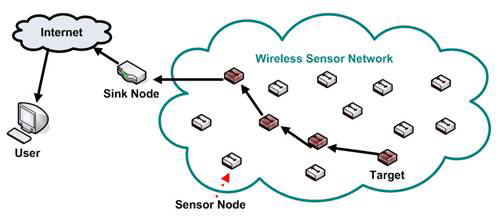 Internet
Wireless Sensor Network
Sink Node
User
Target
Sensor Node